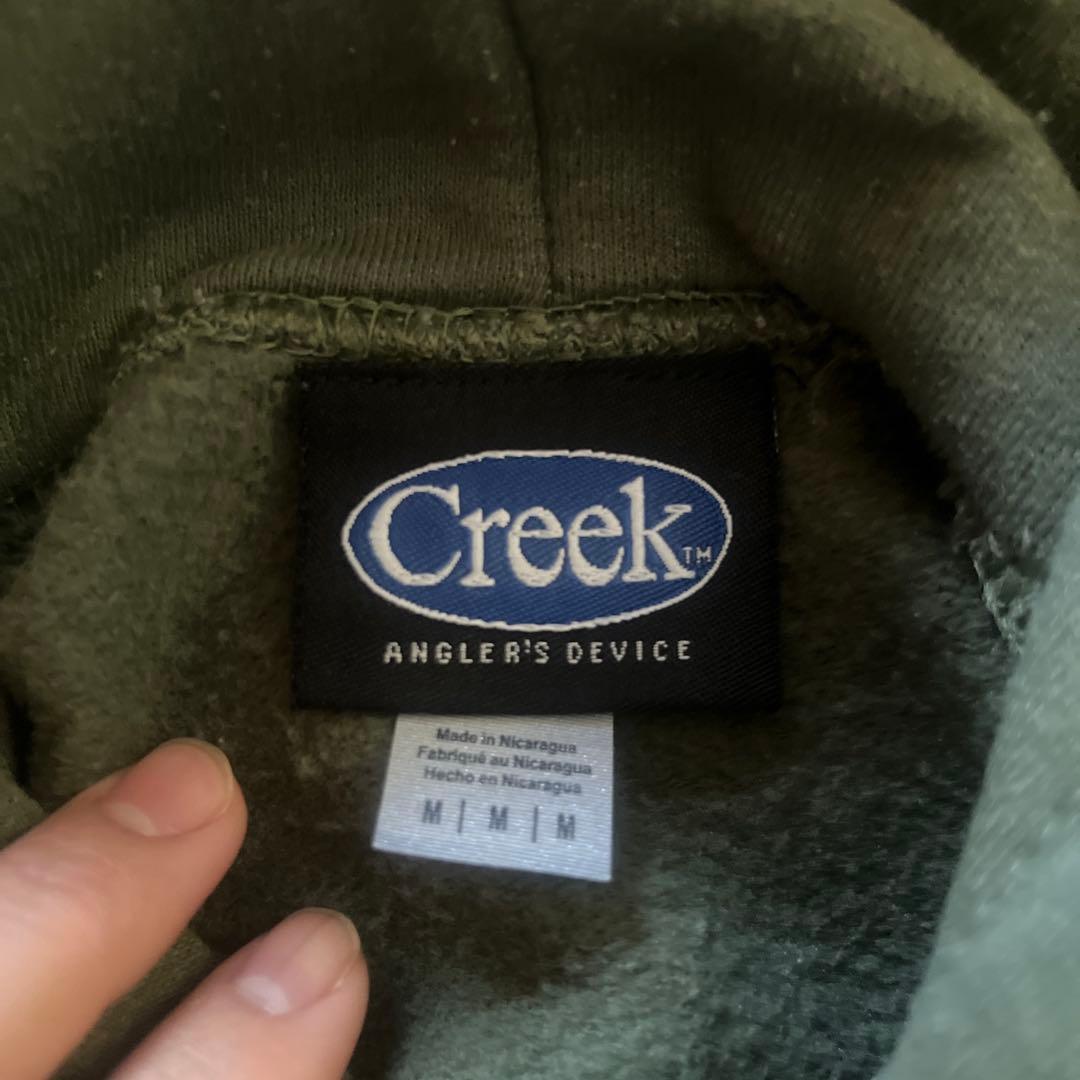 Creek™
ANGLER'S DEVICE
Made in Nicaragua
Fabriqué au Nicaragua
Hecho en Nicaragua
M | M | M